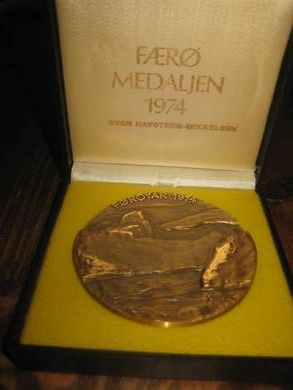 FÆRØ
MEDALJEN
1974
SVEN HAVSTEEN-MIKKELSEN
FØROYAR 1974